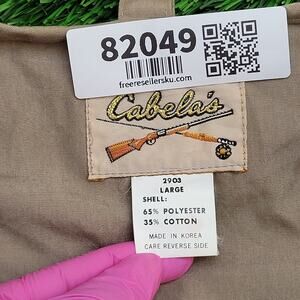 82049
freeresellersku.com
Cabela's
2903
LARGE
SHELL:
65% POLYESTER
35% COTTON
MADE IN KOREA
CARE REVERSE SIDE